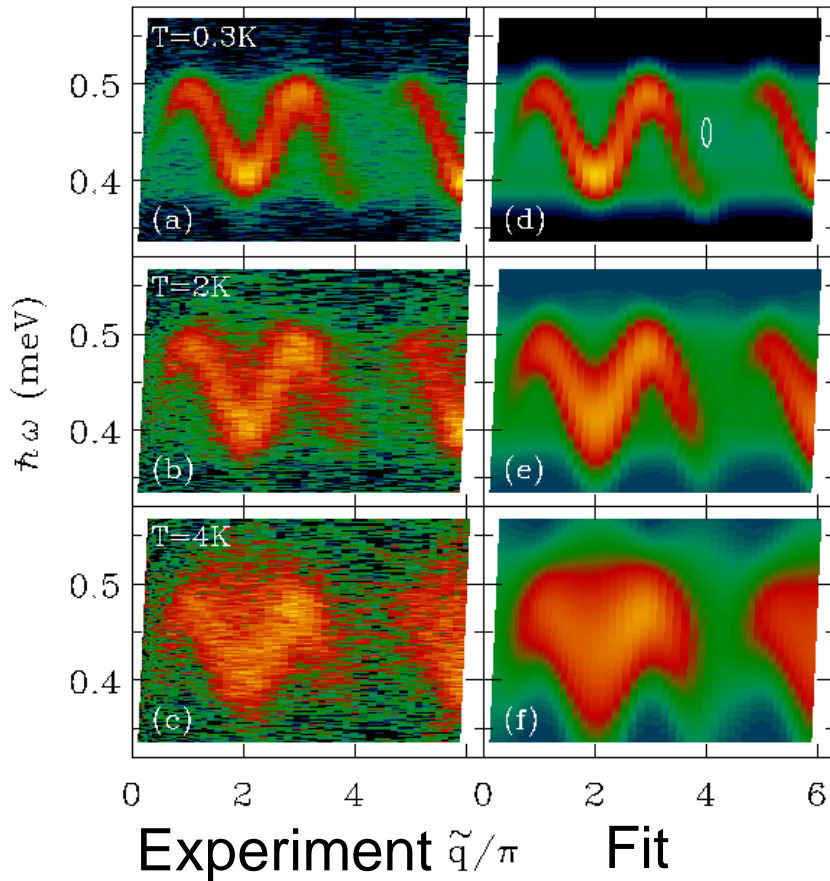 T=0.3K
0.5
0.4
(a)
(d)
T=2K
0.5
0.4
(b)
(e)
ħω (meV)
T=4K
0.5
0.4
(c)
(f)
0 2 4 0 2 4 6
Experiment q̃/π Fit